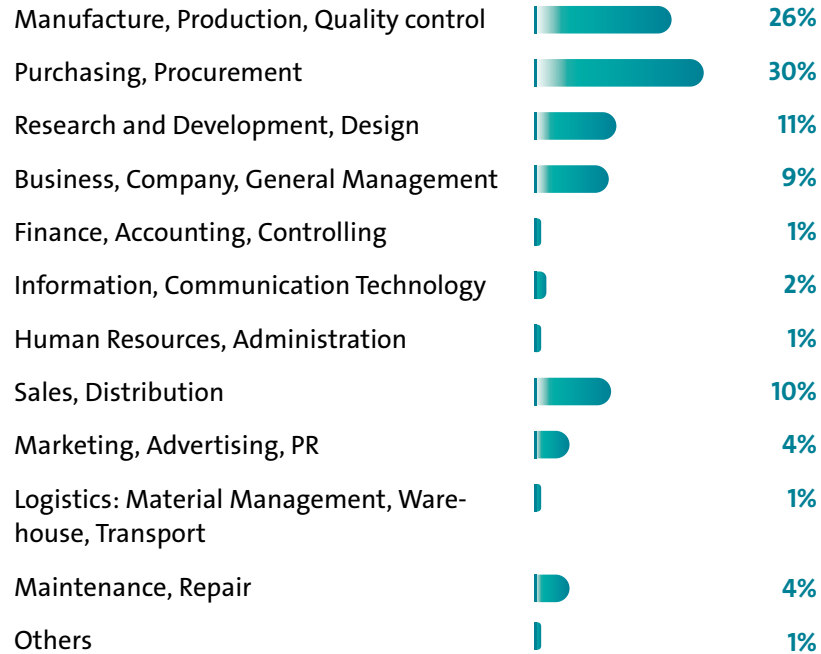 Manufacture, Production, Quality control 26%
Purchasing, Procurement 30%
Research and Development, Design 11%
Business, Company, General Management 9%
Finance, Accounting, Controlling 1%
Information, Communication Technology 2%
Human Resources, Administration 1%
Sales, Distribution 10%
Marketing, Advertising, PR 4%
Logistics: Material Management, Ware- 1%
house, Transport
Maintenance, Repair 4%
Others 1%